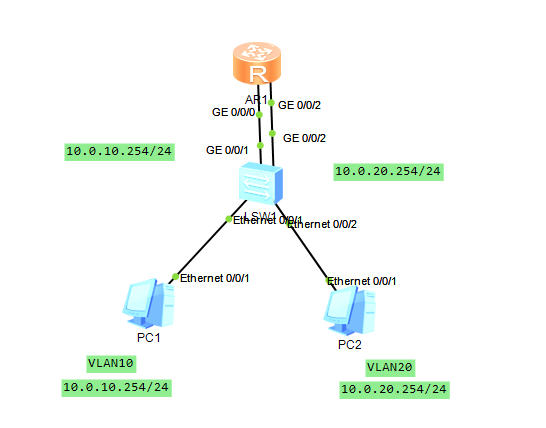 R
AR1
GE 0/0/2
GE 0/0/0
GE 0/0/2
GE 0/0/1
10.0.10.254/24
10.0.20.254/24
LSW1
Ethernet 0/0/1
Ethernet 0/0/2
Ethernet 0/0/1
Ethernet 0/0/1
PC1
PC2
VLAN10
VLAN20
10.0.10.254/24
10.0.20.254/24